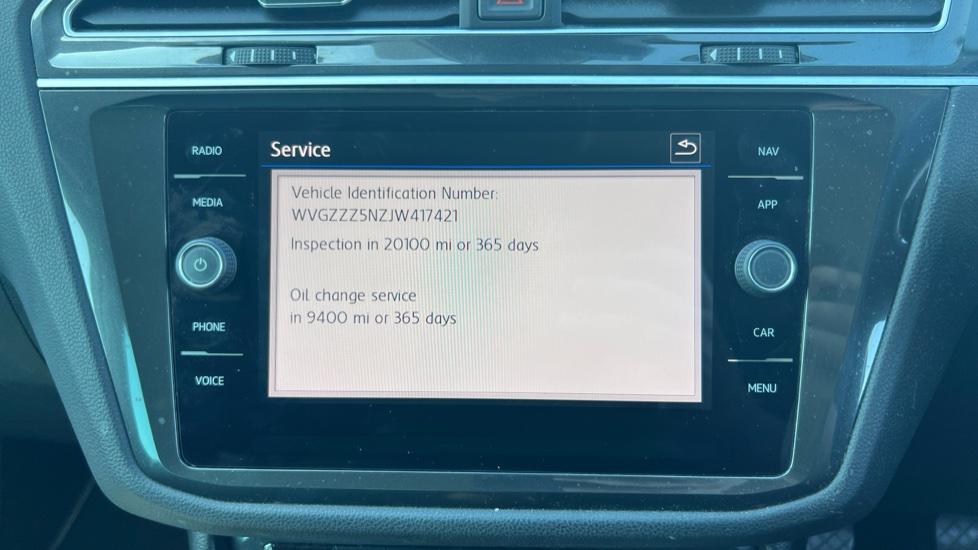 Service
RADIO
NAV
MEDIA
APP
Vehicle Identification Number:
WVGZZZ5NZJW417421
Inspection in 20100 mi or 365 days
Oil change service
in 9400 mi or 365 days
PHONE
CAR
VOICE
MENU